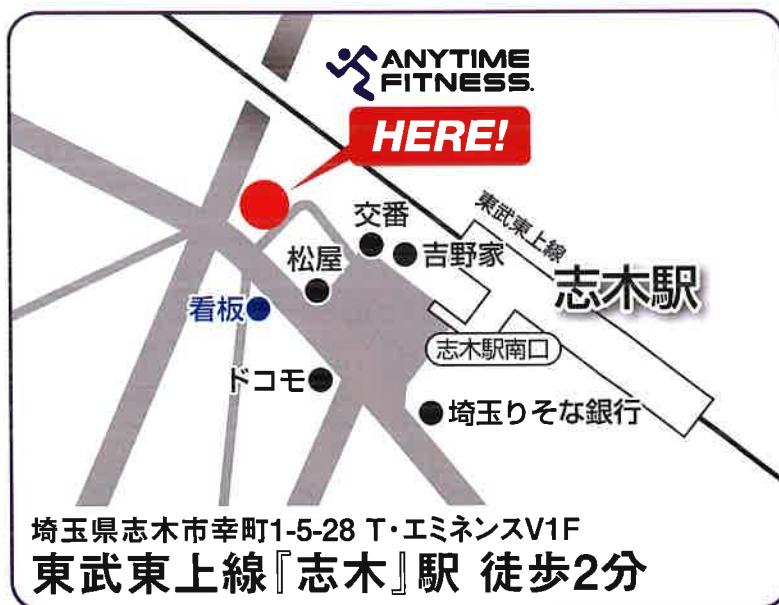 ANYTIME
FITNESS.
HERE!
東武東上線
交番
吉野家
志木駅
松屋
看板
志木駅南口
ドコモ
埼玉りそな銀行
埼玉県志木市幸町1-5-28 T・エミネンスV1F
東武東上線『志木』駅 徒歩2分